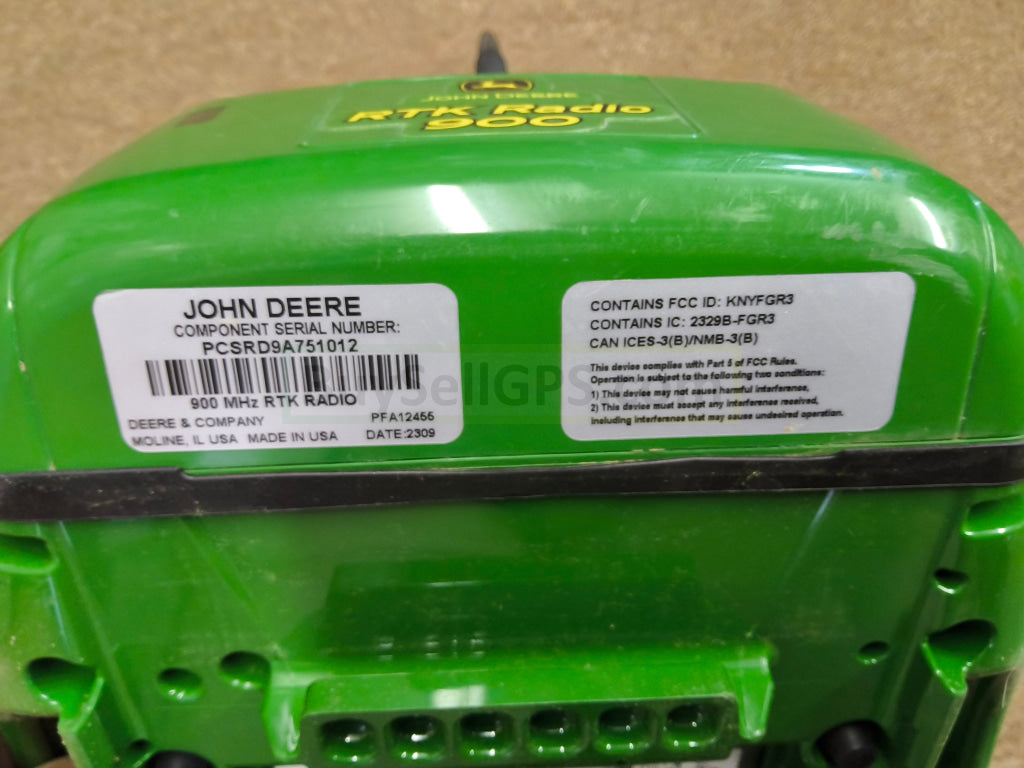 JOHN DEERE
RTK Radio
900
JOHN DEERE
COMPONENT SERIAL NUMBER:
PCSRD9A751012
900 MHz RTK RADIO
DEERE & COMPANY
PFA12455
MOLINE, IL USA MADE IN USA
DATE:2309
CONTAINS FCC ID: KNYFGR3
CONTAINS IC: 2329B-FGR3
CAN ICES-3(B)/NMB-3(B)
This device complies with Part 5 of FCC Rules.
Operation is subject to the following two conditions:
1) This device may not cause harmful interference,
2) This device must accept any interference received,
including interference that may cause undesired operation.